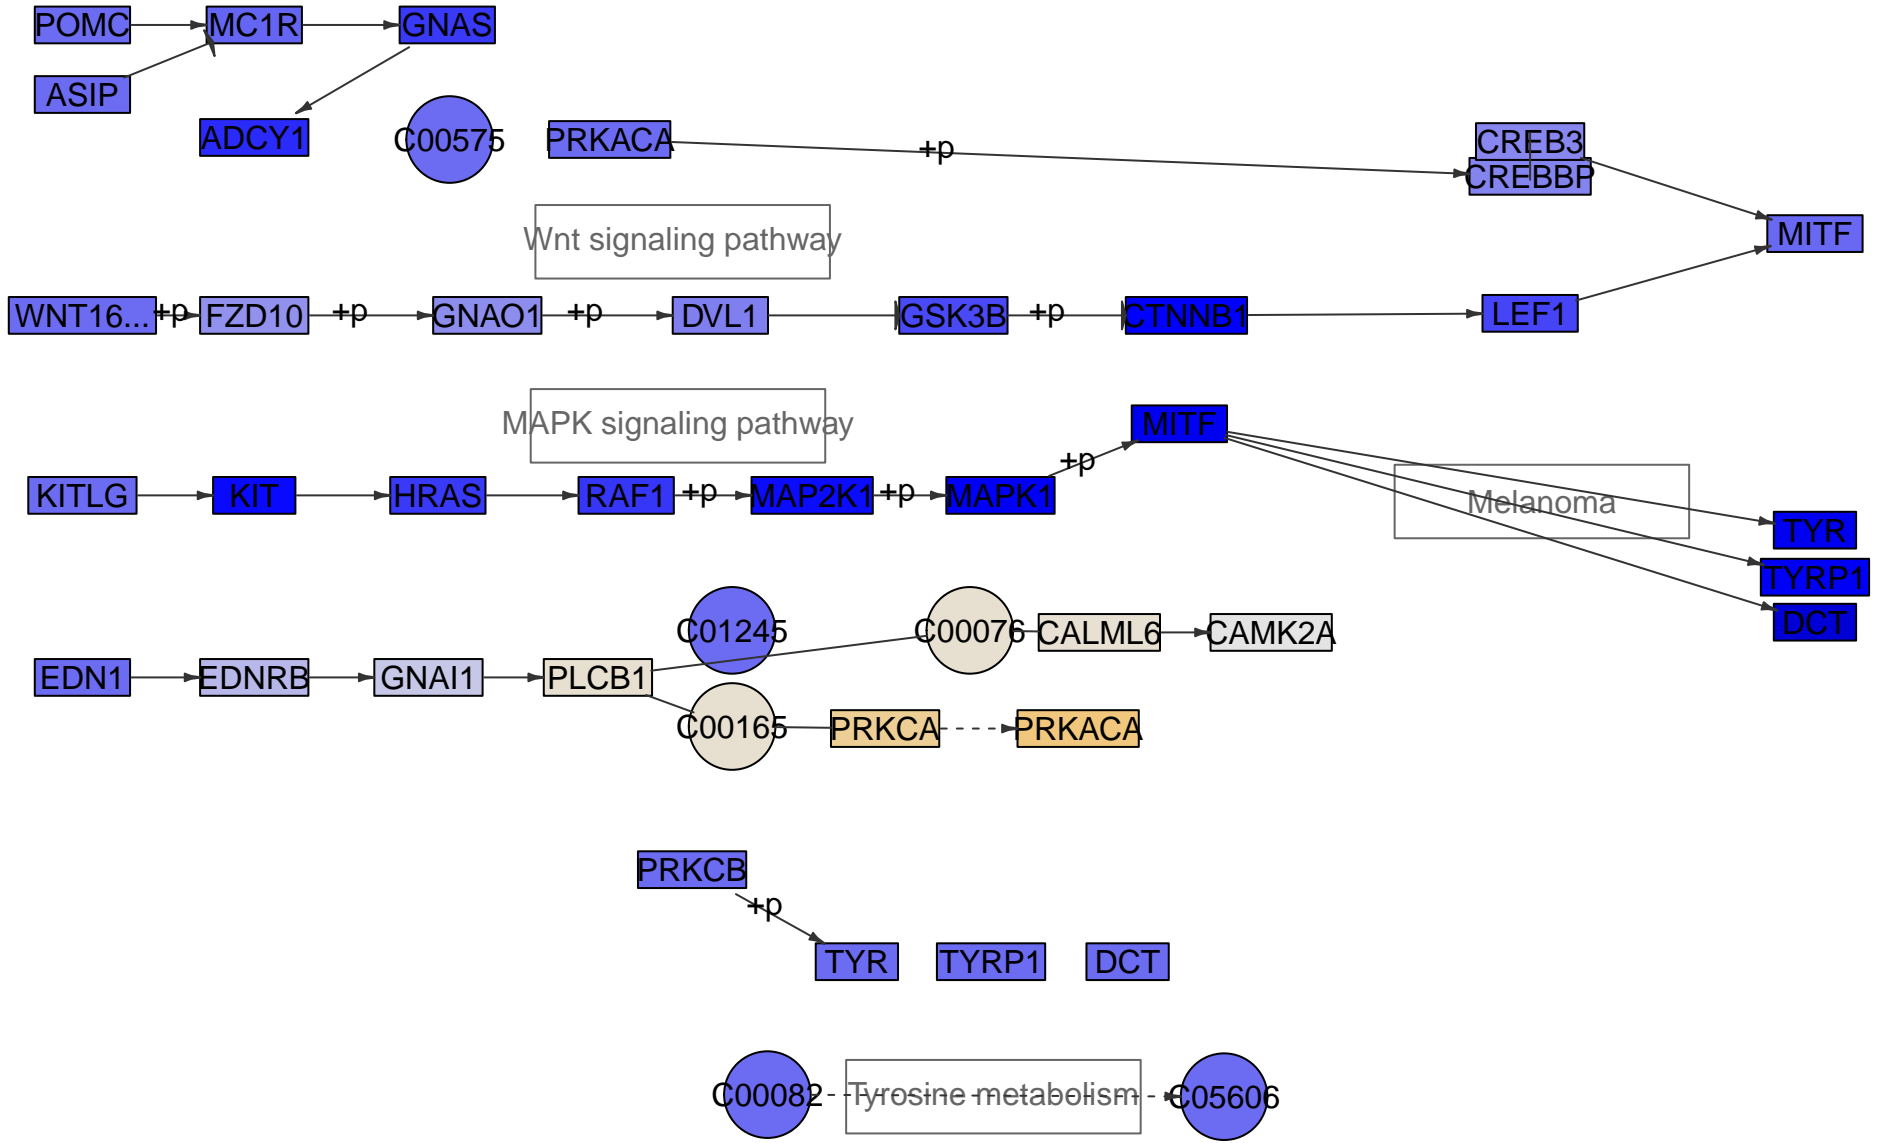 POMC
MC1R
GNAS
ASIP
ADCY1
C00575
PRKACA
+p
CREB3
CREBBP
MITF
Wnt signaling pathway
WNT16...
+p
FZD10
+p
GNAO1
+p
DVL1
GSK3B
+p
CTNNB1
LEF1
MAPK signaling pathway
MITF
+p
Melanoma
KITLG
KIT
HRAS
RAF1
+p
MAP2K1
+p
MAPK1
TYR
TYRP1
DCT
C01245
C00076
CALML6
CAMK2A
EDN1
EDNRB
GNAI1
PLCB1
C00165
PRKCA
PRKACA
PRKCB
+p
TYR
TYRP1
DCT
C00082
Tyrosine metabolism
C05606